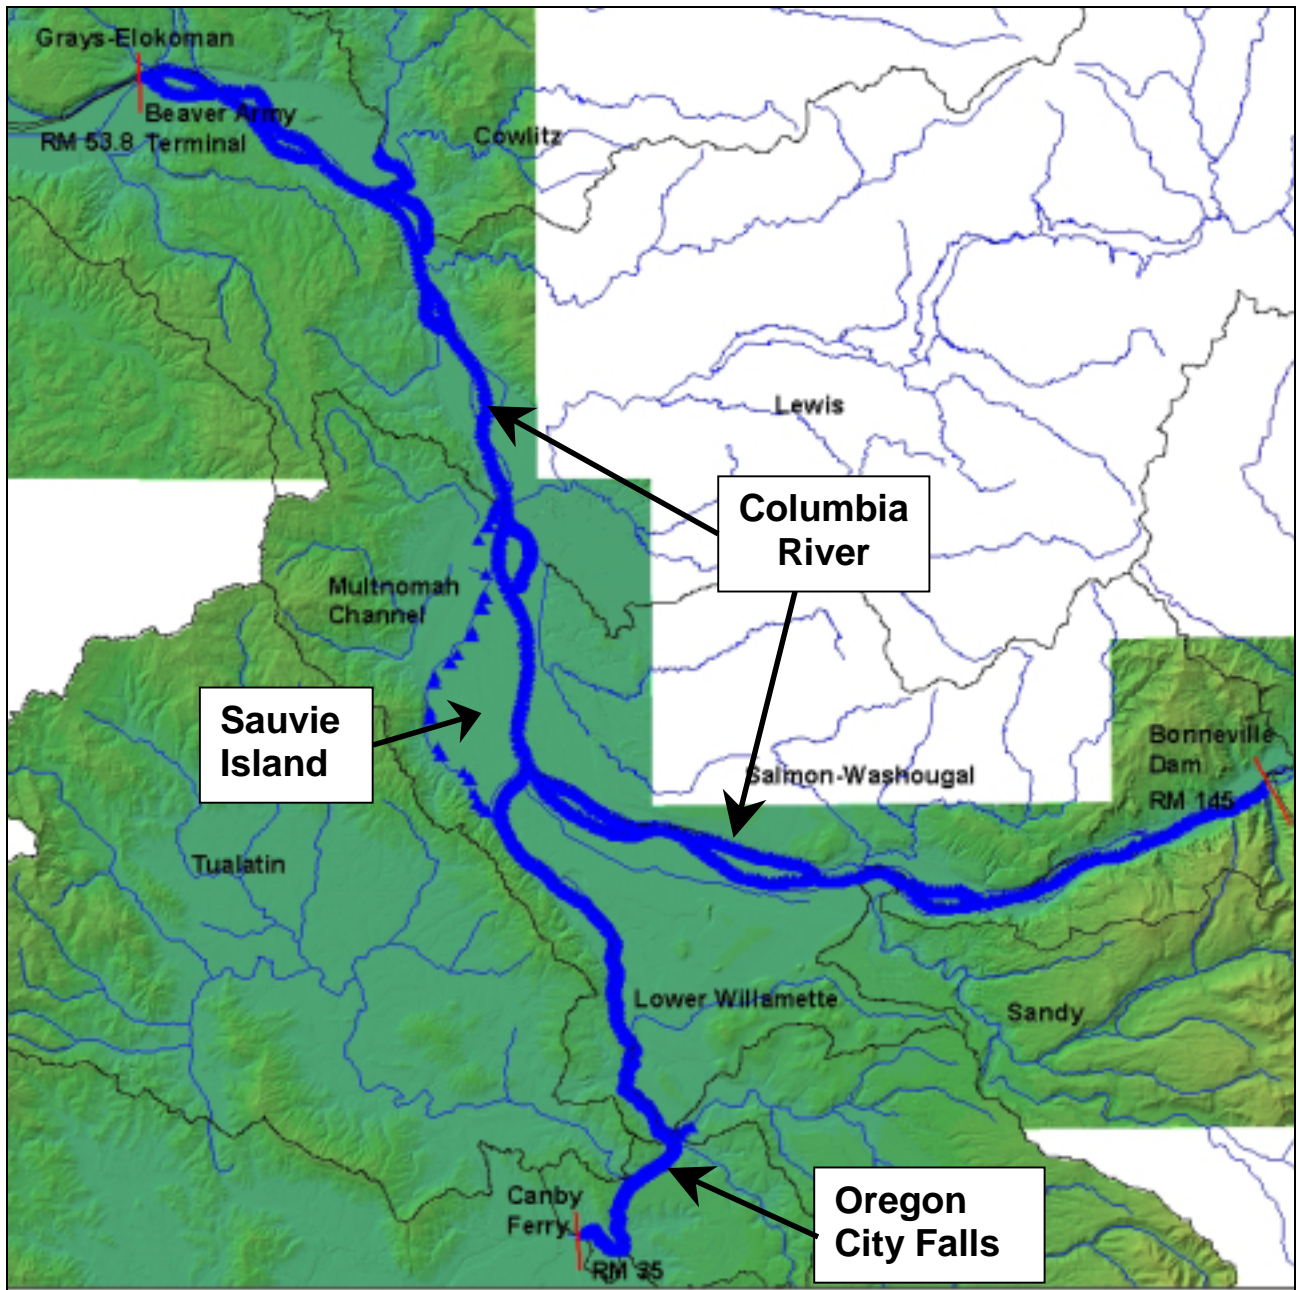 Grays-Elokoman
Beaver Army
RM 53.8 Terminal
Cowlitz
Lewis
Columbia
River
Multnomah
Channel
Sauvie
Island
Bonneville
Dam
RM 145
Salmon-Washougal
Tualatin
Lower Willamette
Sandy
Canby
Ferry
RM 35
Oregon
City Falls